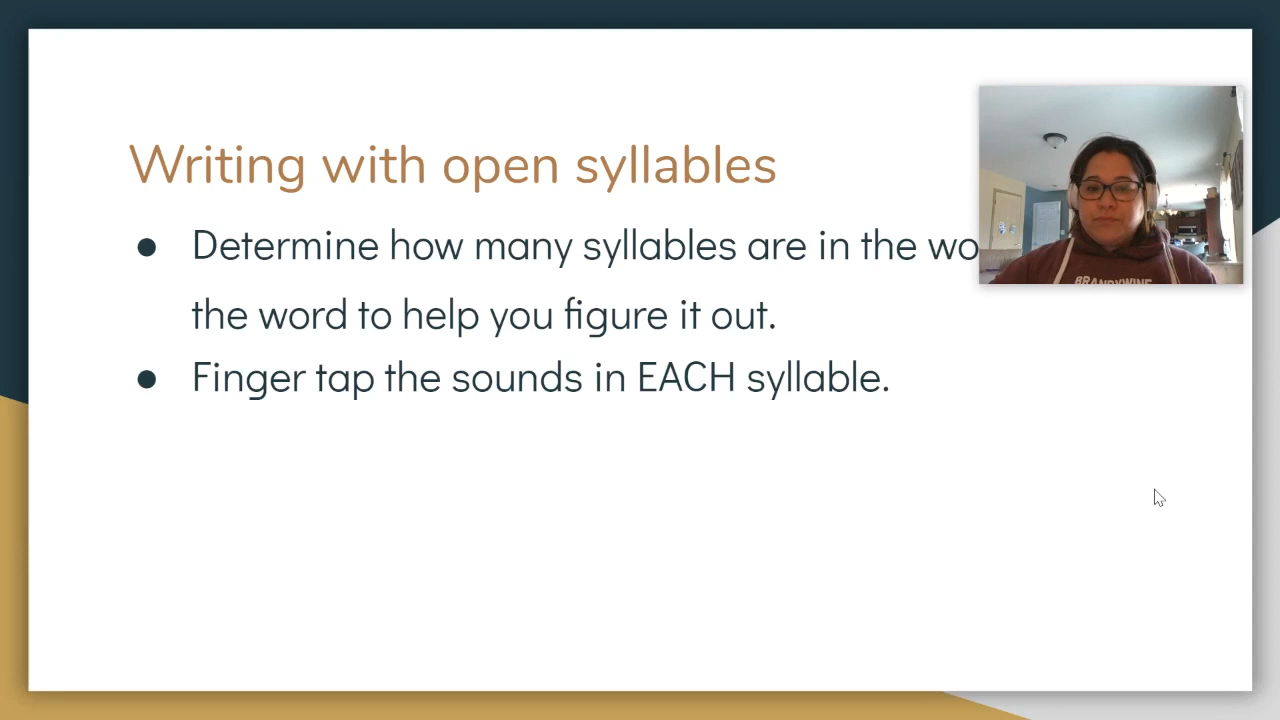 Writing with open syllables
● Determine how many syllables are in the
the word to help you figure it out.
● Finger tap the sounds in EACH syllable.
BRANDYWINE